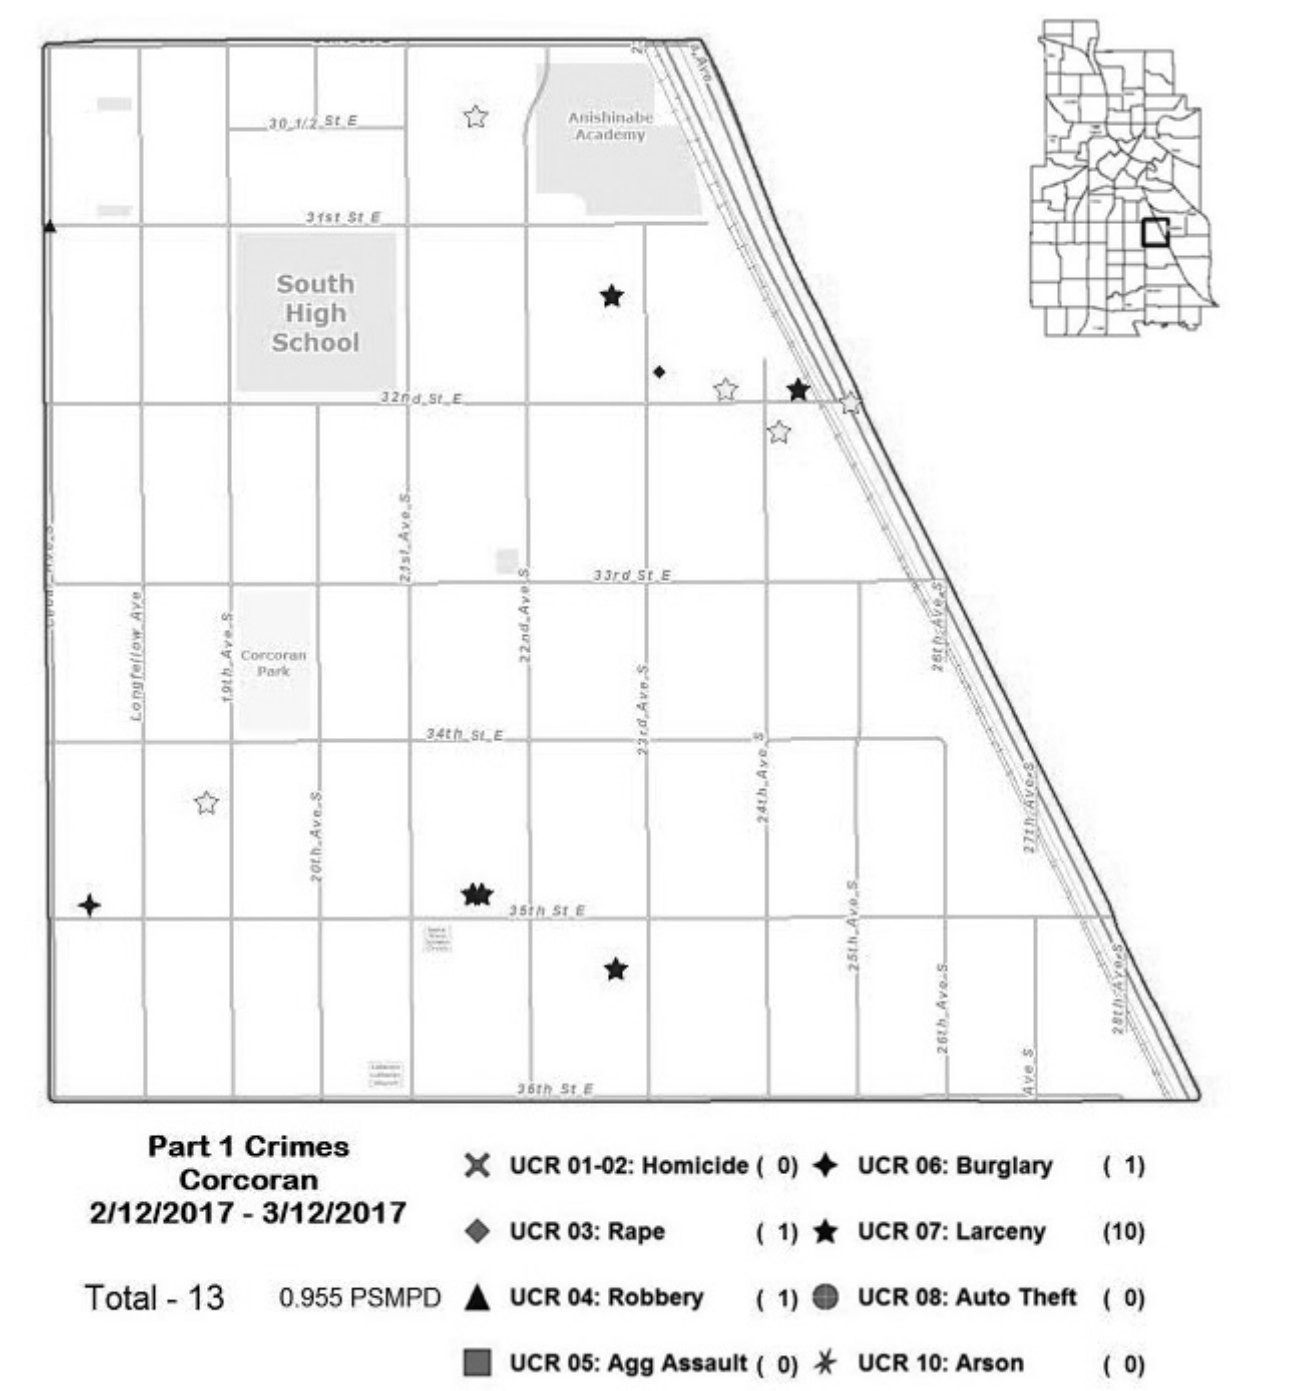 30 1/2 St E
Anishinabe
Academy
31st St E
South
High
School
32nd St E
21st Ave S
33rd St E
22nd Ave S
26th Ave S
Longfellow Ave
19th Ave S
Corcoran
Park
23rd Ave S
34th St E
24th Ave S
27th Ave S
20th Ave S
35th St E
25th Ave S
28th Ave S
26th Ave S
Ave S
36th St E
Part 1 Crimes
Corcoran
2/12/2017 - 3/12/2017
Total - 13 0.955 PSMPD
UCR 01-02: Homicide ( 0)
UCR 03: Rape ( 1)
UCR 04: Robbery ( 1)
UCR 05: Agg Assault ( 0)
UCR 06: Burglary ( 1)
UCR 07: Larceny (10)
UCR 08: Auto Theft ( 0)
UCR 10: Arson ( 0)